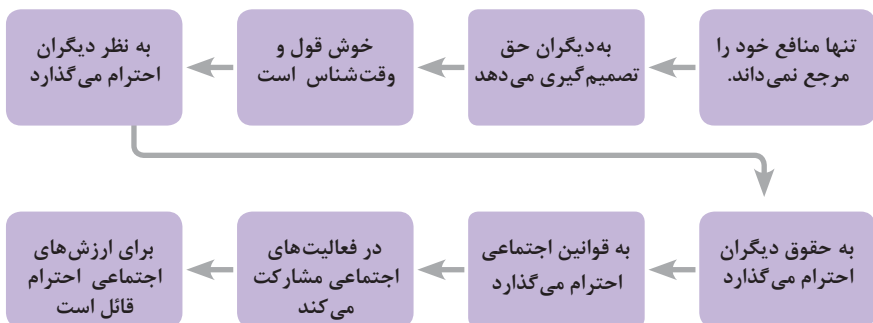 تنها منافع خود را
مرجع نمی‌داند.
به‌دیگران حق
تصمیم‌گیری می‌دهد
خوش قول و
وقت‌شناس است
به نظر دیگران
احترام می‌گذارد
به حقوق دیگران
احترام می‌گذارد
به قوانین اجتماعی
احترام می‌گذارد
در فعالیت‌های
اجتماعی مشارکت
می‌کند
برای ارزش‌های
اجتماعی احترام
قائل است